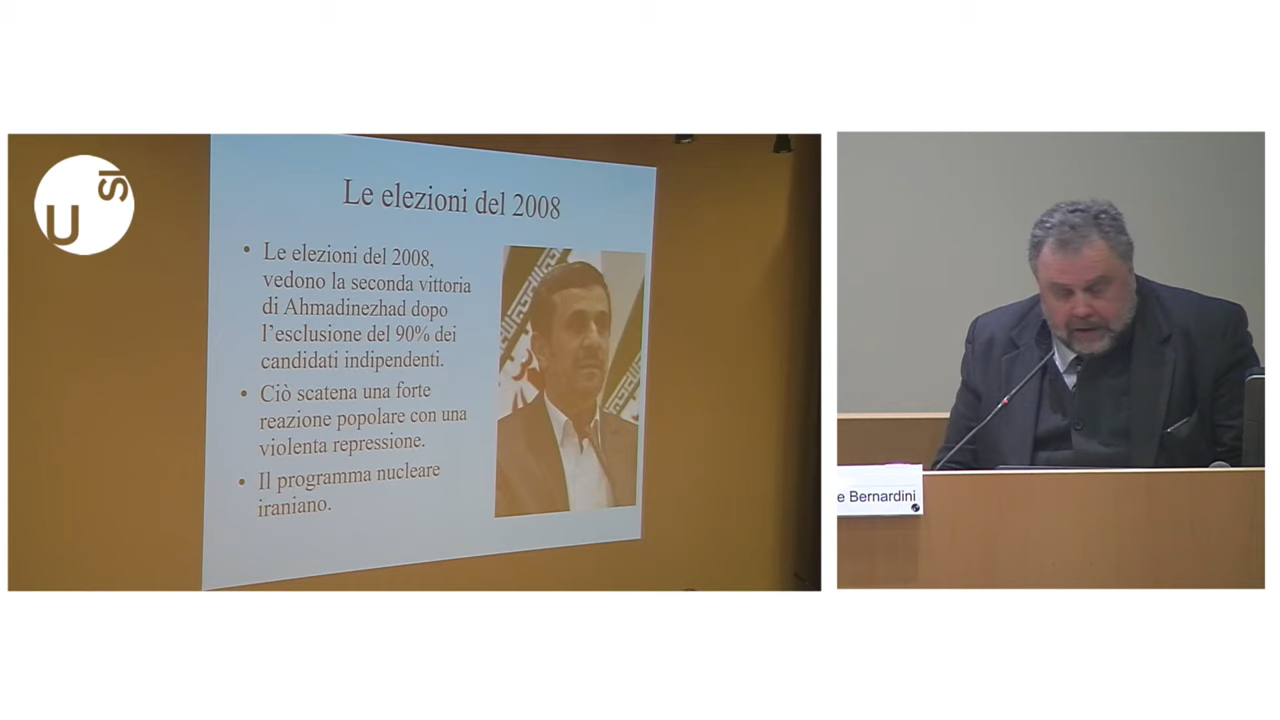 U
SI
Le elezioni del 2008
• Le elezioni del 2008,
vedono la seconda vittoria
di Ahmadinezhad dopo
l’esclusione del 90% dei
candidati indipendenti.
• Ciò scatena una forte
reazione popolare con una
violenta repressione.
• Il programma nucleare
iraniano.
e Bernardini